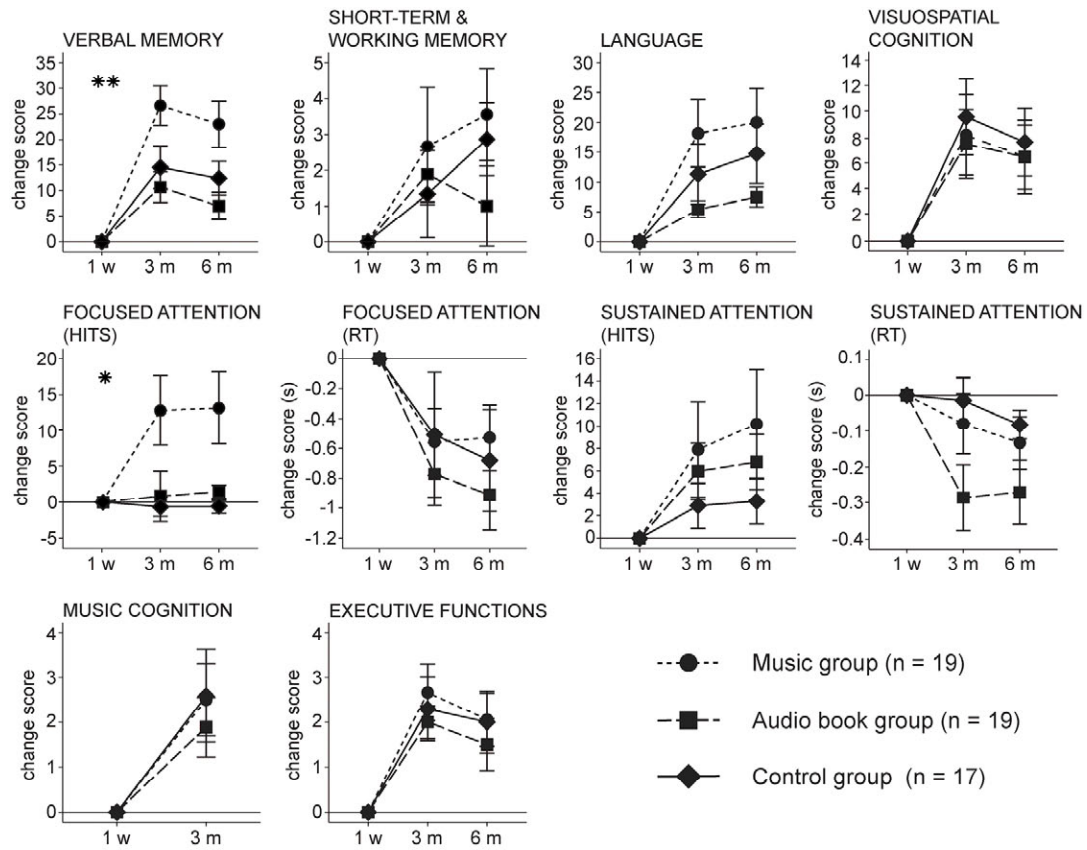 VERBAL MEMORY
change score
35
30
25
20
15
10
5
0
**
1 w 3 m 6 m
SHORT-TERM &
WORKING MEMORY
change score
5
4
3
2
1
0
1 w 3 m 6 m
LANGUAGE
change score
30
25
20
15
10
5
0
1 w 3 m 6 m
VISUOSPATIAL
COGNITION
change score
14
12
10
8
6
4
2
0
1 w 3 m 6 m
FOCUSED ATTENTION
(HITS)
change score
20
15
10
5
0
-5
*
1 w 3 m 6 m
FOCUSED ATTENTION
(RT)
change score (s)
0
-0.2
-0.4
-0.6
-0.8
-1
-1.2
1 w 3 m 6 m
SUSTAINED ATTENTION
(HITS)
change score
16
14
12
10
8
6
4
2
0
1 w 3 m 6 m
SUSTAINED ATTENTION
(RT)
change score (s)
0.1
0
-0.1
-0.2
-0.3
-0.4
1 w 3 m 6 m
MUSIC COGNITION
change score
4
3
2
1
0
1 w 3 m
EXECUTIVE FUNCTIONS
change score
4
3
2
1
0
1 w 3 m 6 m
Music group (n = 19)
Audio book group (n = 19)
Control group (n = 17)